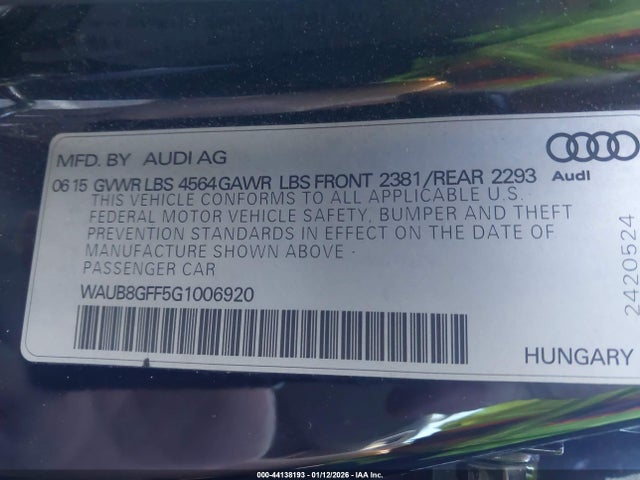 MFD. BY AUDI AG
Audi
06 15 GVWR LBS 4564 GAWR LBS FRONT 2381/REAR 2293
THIS VEHICLE CONFORMS TO ALL APPLICABLE U.S.
FEDERAL MOTOR VEHICLE SAFETY, BUMPER AND THEFT
PREVENTION STANDARDS IN EFFECT ON THE DATE OF
MANUFACTURE SHOWN ABOVE -
PASSENGER CAR
WAUB8GFF5G1006920
HUNGARY
2420524
000-44138193 - 01/12/2026 - IAA Inc.